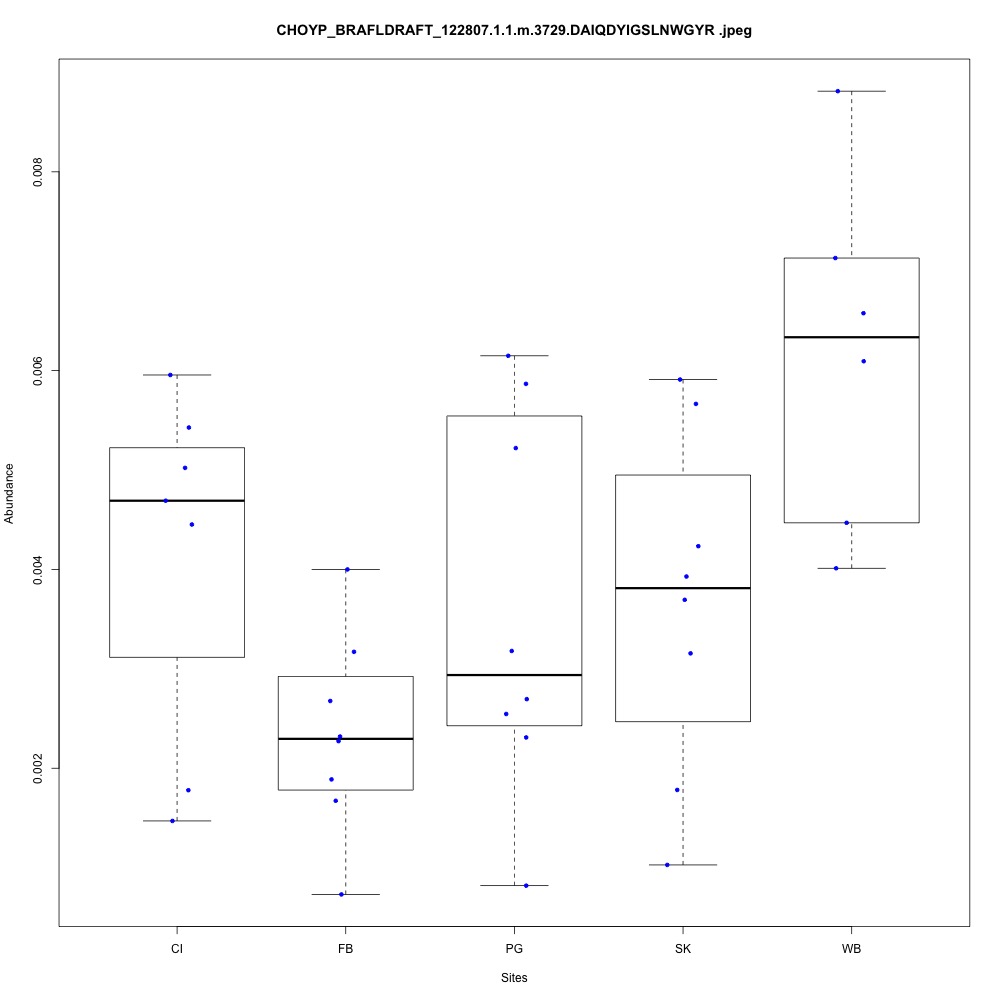 CHOYP_BRAFLDRAFT_122807.1.1.m.3729.DAIQDYIGSLNWGYR .jpeg
0.008
0.006
0.004
0.002
Abundance
CI FB PG SK WB
Sites